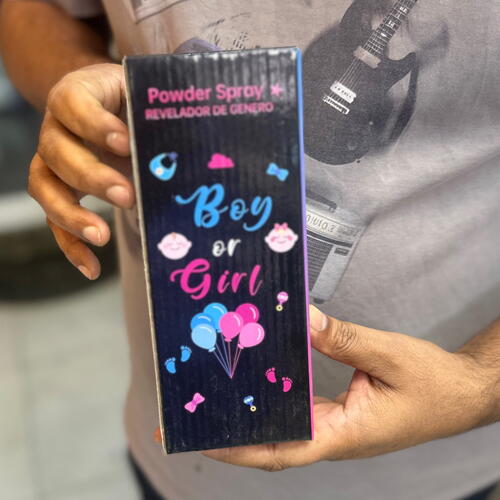 Powder Spray
REVELADOR DE GENERO
Boy
or
Girl